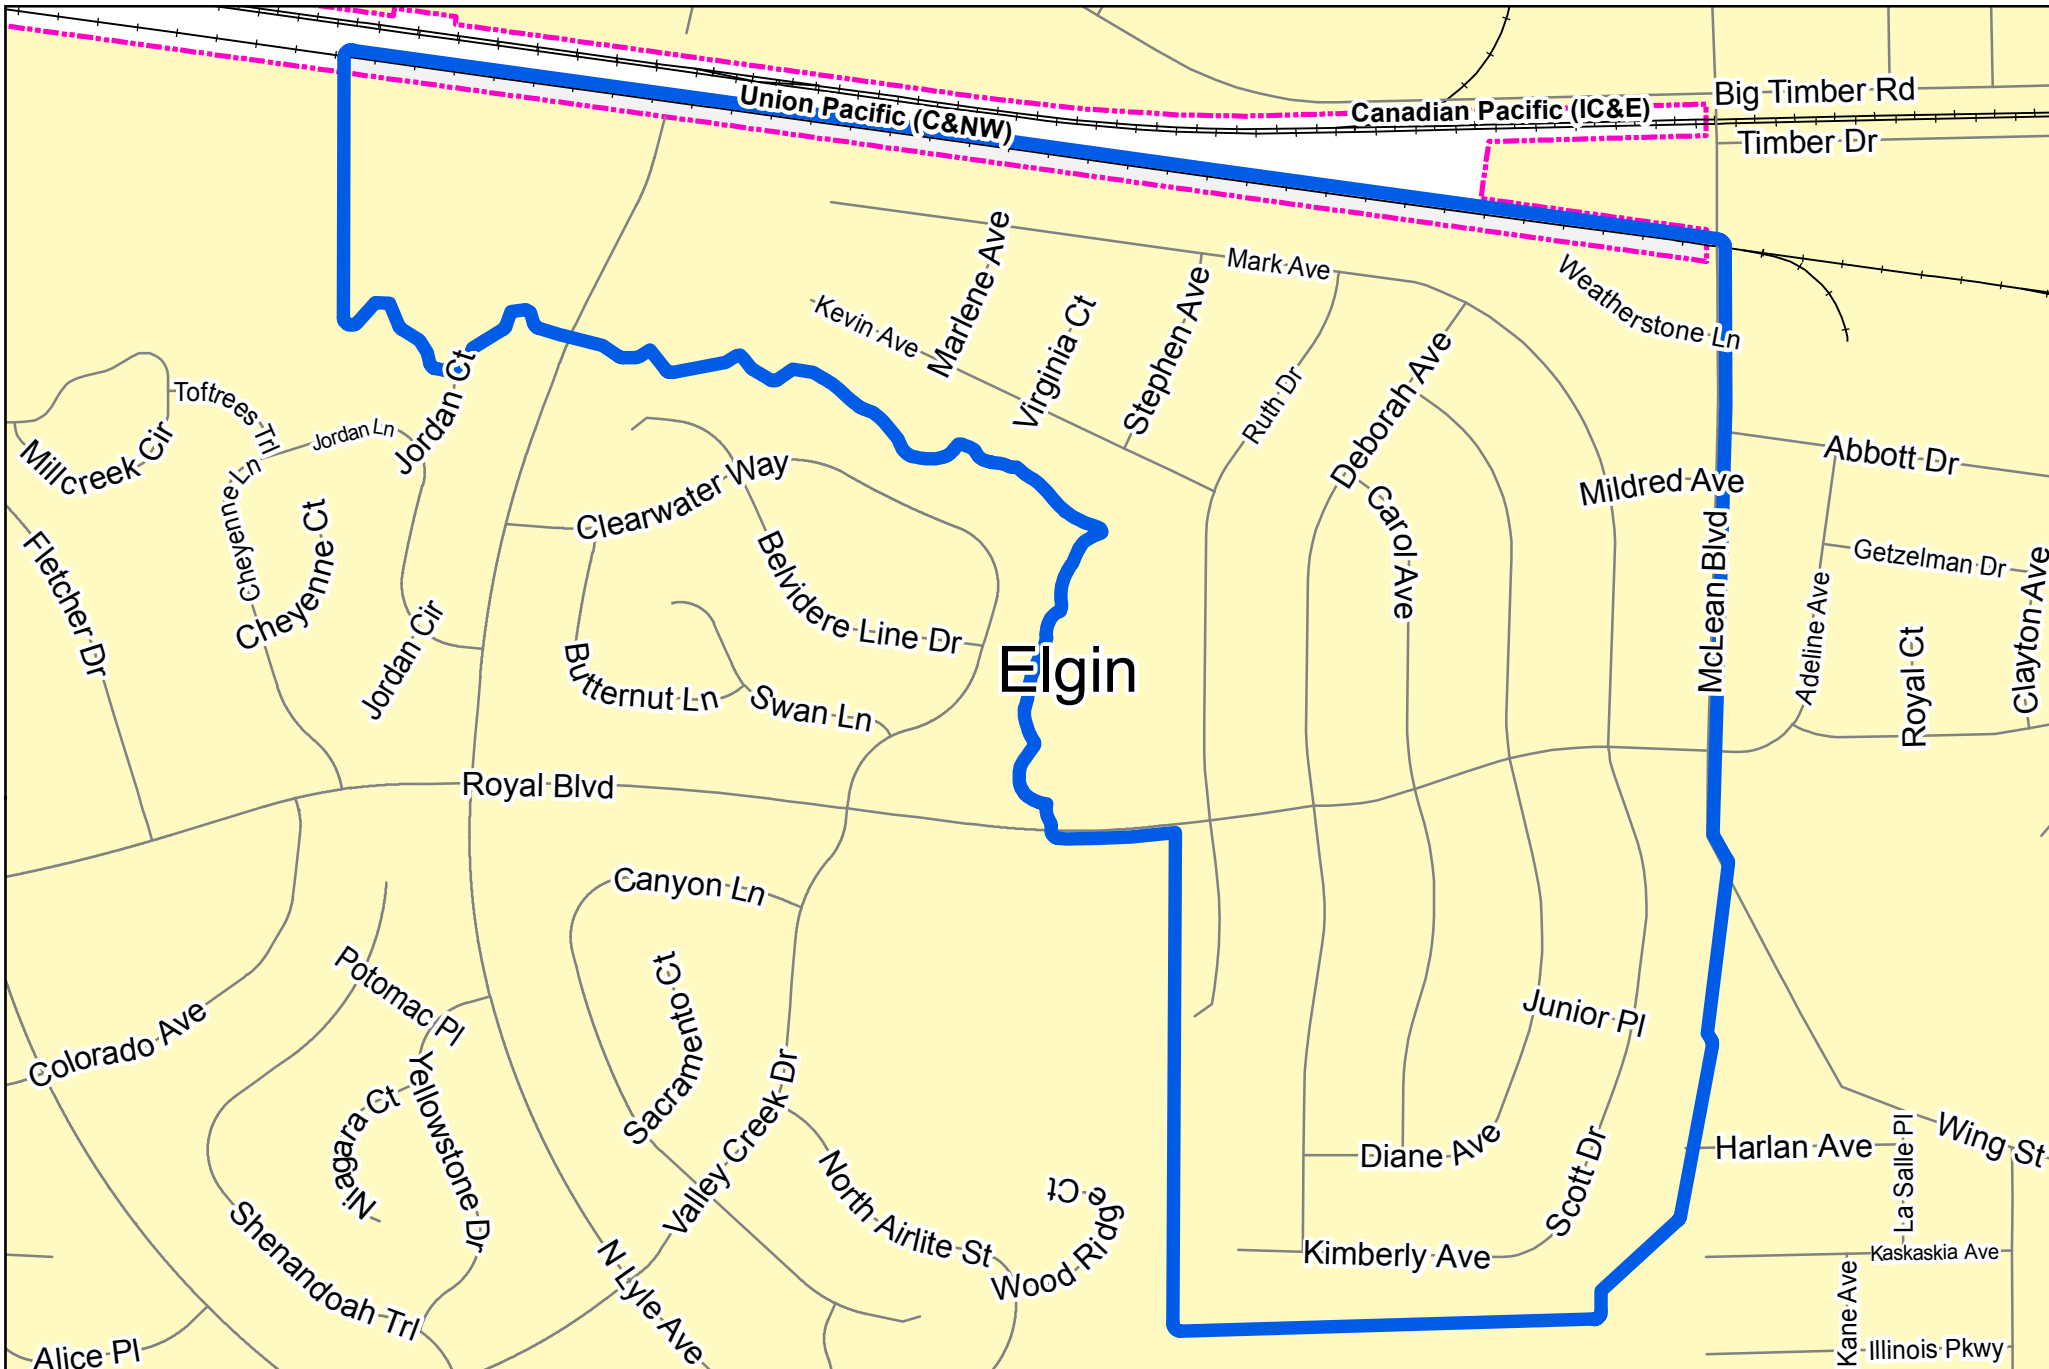 Big Timber Rd
Union Pacific (C&NW)
Canadian Pacific (IC&E)
Timber Dr
Mark Ave
Marlene Ave
Weatherstone Ln
Kevin Ave
Virginia Ct
Stephen Ave
Ruth Dr
Deborah Ave
Jordan Ct
Toftrees Trl
Jordan Ln
Millcreek Cir
Cheyenne Ln
Cheyenne Ct
Clearwater Way
Abbott Dr
Mildred Ave
Carol Ave
McLean Blvd
Getzelman Dr
Clayton Ave
Adeline Ave
Royal Ct
Fletcher Dr
Belvidere Line Dr
Jordan Cir
Butternut Ln
Swan Ln
Elgin
Royal Blvd
Canyon Ln
Sacramento Ct
Potomac Pl
Colorado Ave
Junior Pl
Yellowstone Dr
Niagara Ct
Valley Creek Dr
North Airlite St
Wood Ridge Ct
Diane Ave
Scott Dr
Harlan Ave
La Salle Pl
Wing St
Shenandoah Trl
N Lyle Ave
Kimberly Ave
Kaskaskia Ave
Kane Ave
Illinois Pkwy
Alice Pl